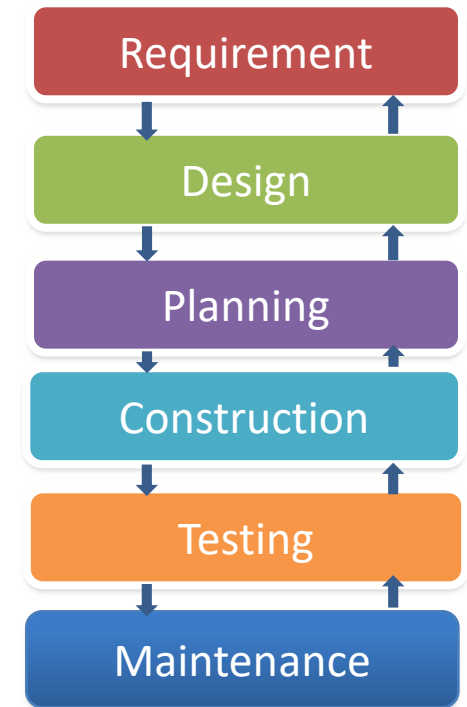 Requirement
Design
Planning
Construction
Testing
Maintenance